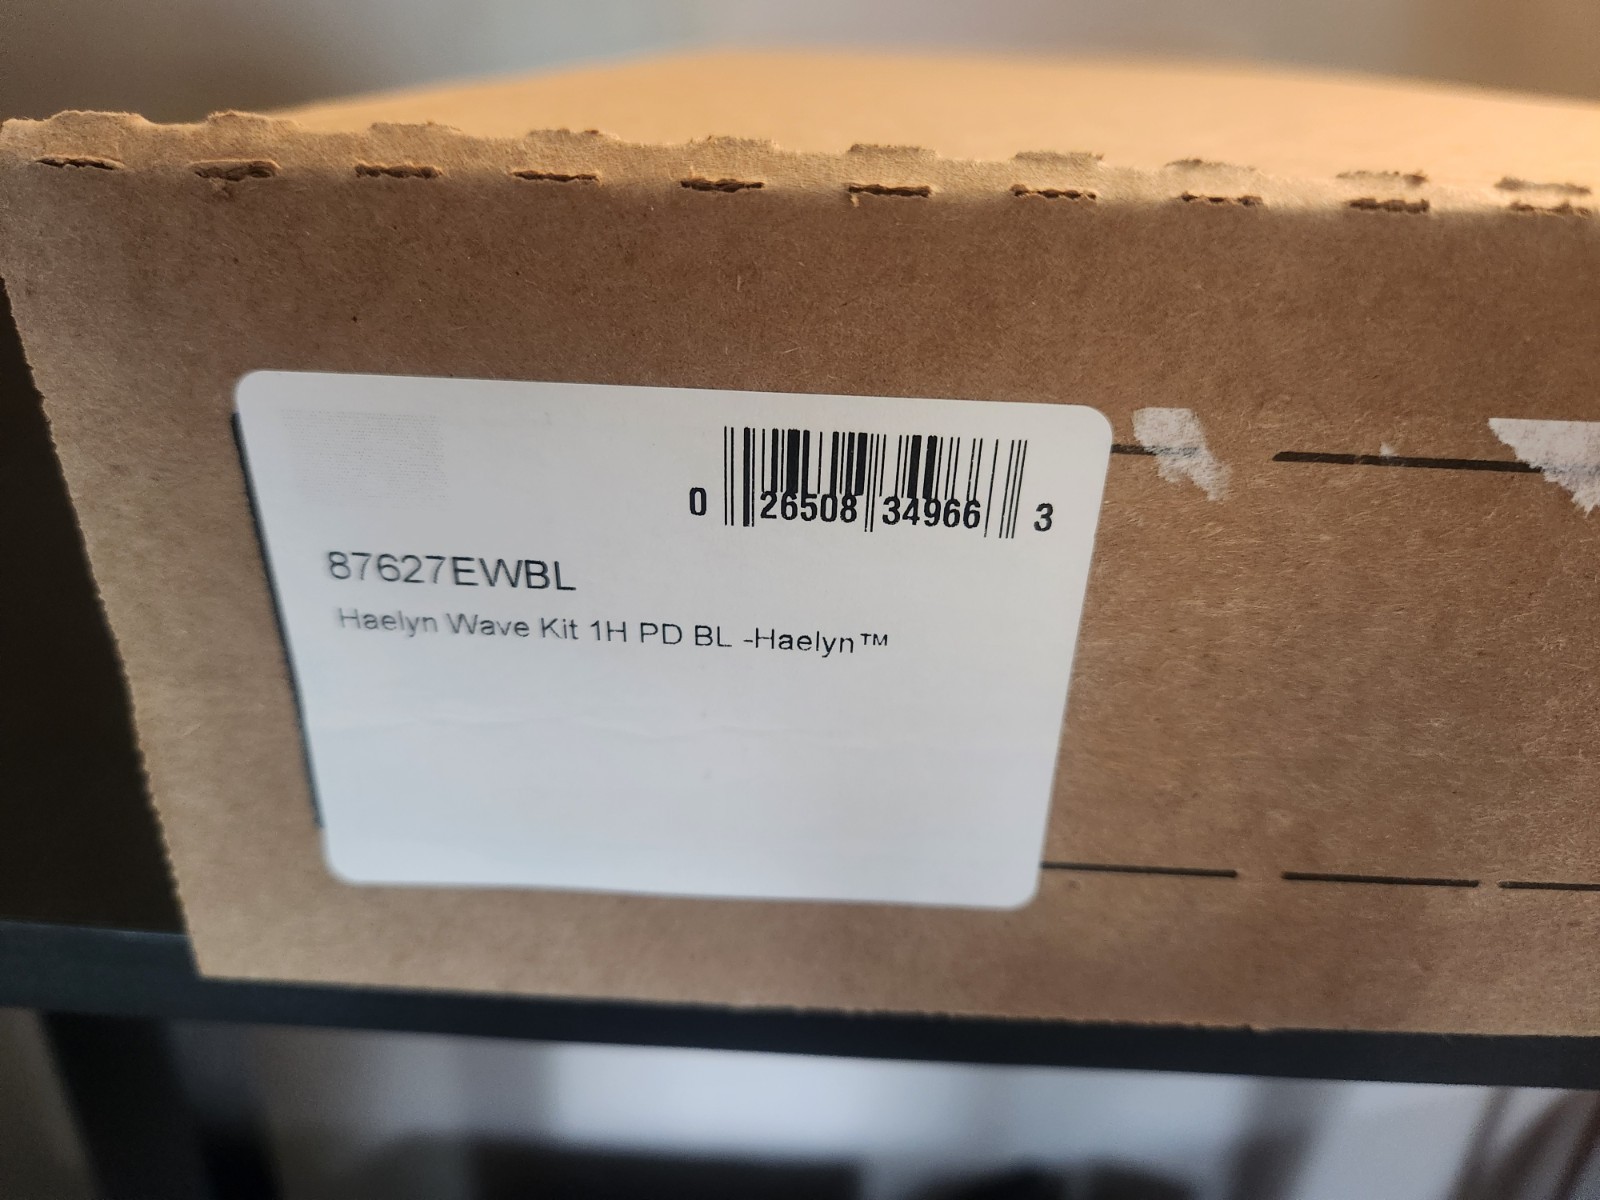 0 26508 34966 3
87627EWBL
Haelyn Wave Kit 1H PD BL -Haelyn™